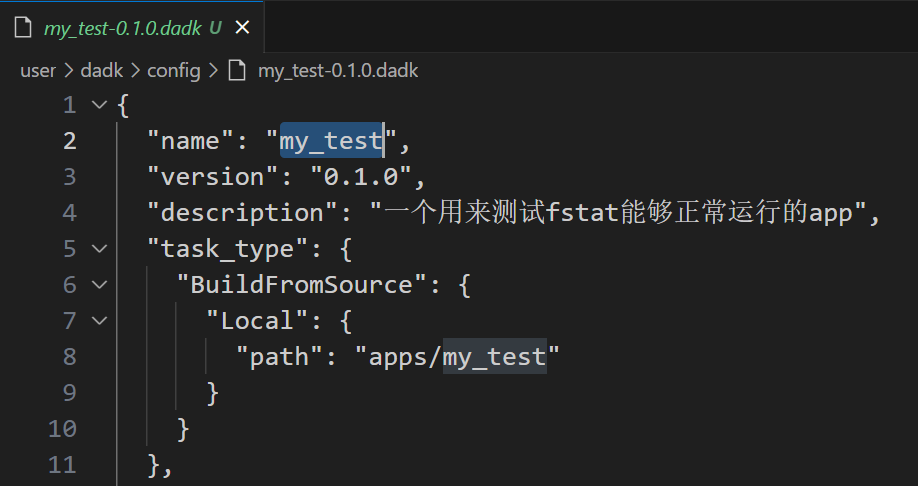 my_test-0.1.0.dadk U
user > dadk > config > my_test-0.1.0.dadk
1 {
2 "name": "my_test",
3 "version": "0.1.0",
4 "description": "一个用来测试fstat能够正常运行的app",
5 "task_type": {
6 "BuildFromSource": {
7 "Local": {
8 "path": "apps/my_test"
9 }
10 }
11 },